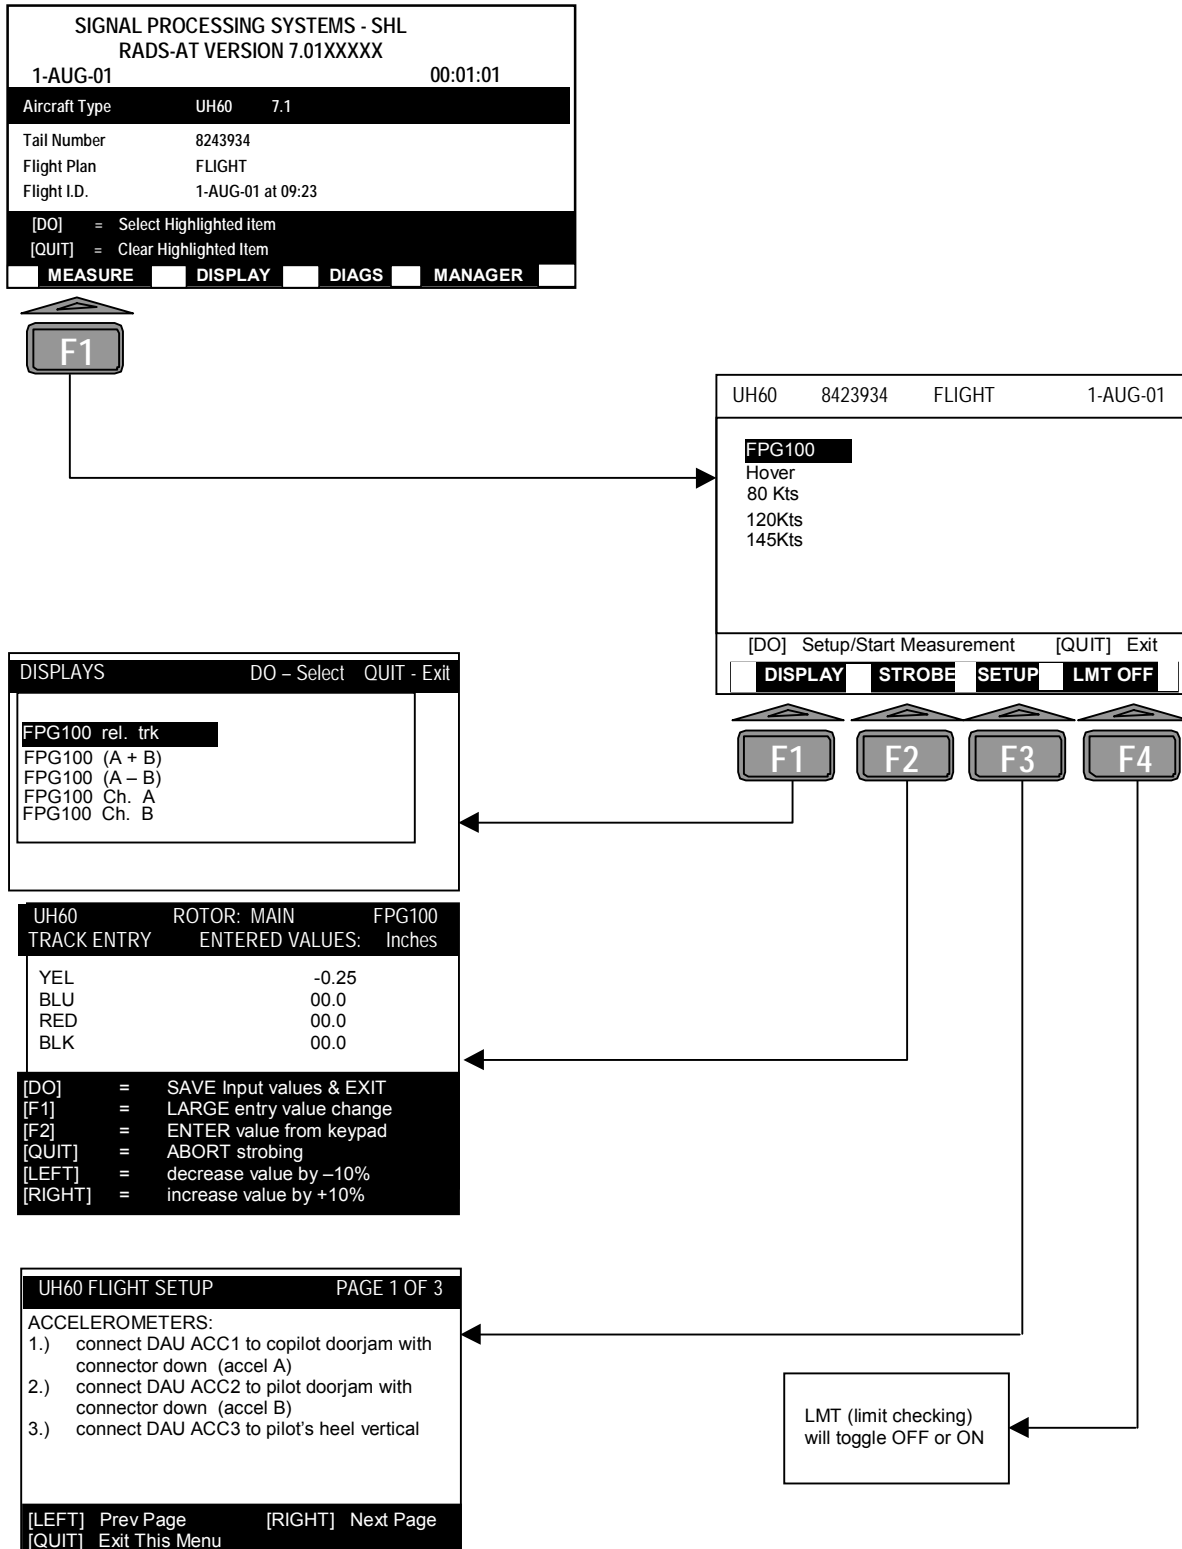 SIGNAL PROCESSING SYSTEMS - SHL
RADS-AT VERSION 7.01XXXXX
1-AUG-01 00:01:01
Aircraft Type UH60 7.1
Tail Number 8243934
Flight Plan FLIGHT
Flight I.D. 1-AUG-01 at 09:23
[DO] = Select Highlighted item
[QUIT] = Clear Highlighted Item
MEASURE DISPLAY DIAGS MANAGER
F1
UH60 8423934 FLIGHT 1-AUG-01
FPG100
Hover
80 Kts
120Kts
145Kts
[DO] Setup/Start Measurement [QUIT] Exit
DISPLAY STROBE SETUP LMT OFF
F1 F2 F3 F4
DISPLAYS DO – Select QUIT - Exit
FPG100 rel. trk
FPG100 (A + B)
FPG100 (A – B)
FPG100 Ch. A
FPG100 Ch. B
UH60 ROTOR: MAIN FPG100
TRACK ENTRY ENTERED VALUES: Inches
YEL -0.25
BLU 00.0
RED 00.0
BLK 00.0
[DO] = SAVE Input values & EXIT
[F1] = LARGE entry value change
[F2] = ENTER value from keypad
[QUIT] = ABORT strobing
[LEFT] = decrease value by –10%
[RIGHT] = increase value by +10%
UH60 FLIGHT SETUP PAGE 1 OF 3
ACCELEROMETERS:
1.) connect DAU ACC1 to copilot doorjam with
connector down (accel A)
2.) connect DAU ACC2 to pilot doorjam with
connector down (accel B)
3.) connect DAU ACC3 to pilot's heel vertical
[LEFT] Prev Page [RIGHT] Next Page
[QUIT] Exit This Menu
LMT (limit checking)
will toggle OFF or ON